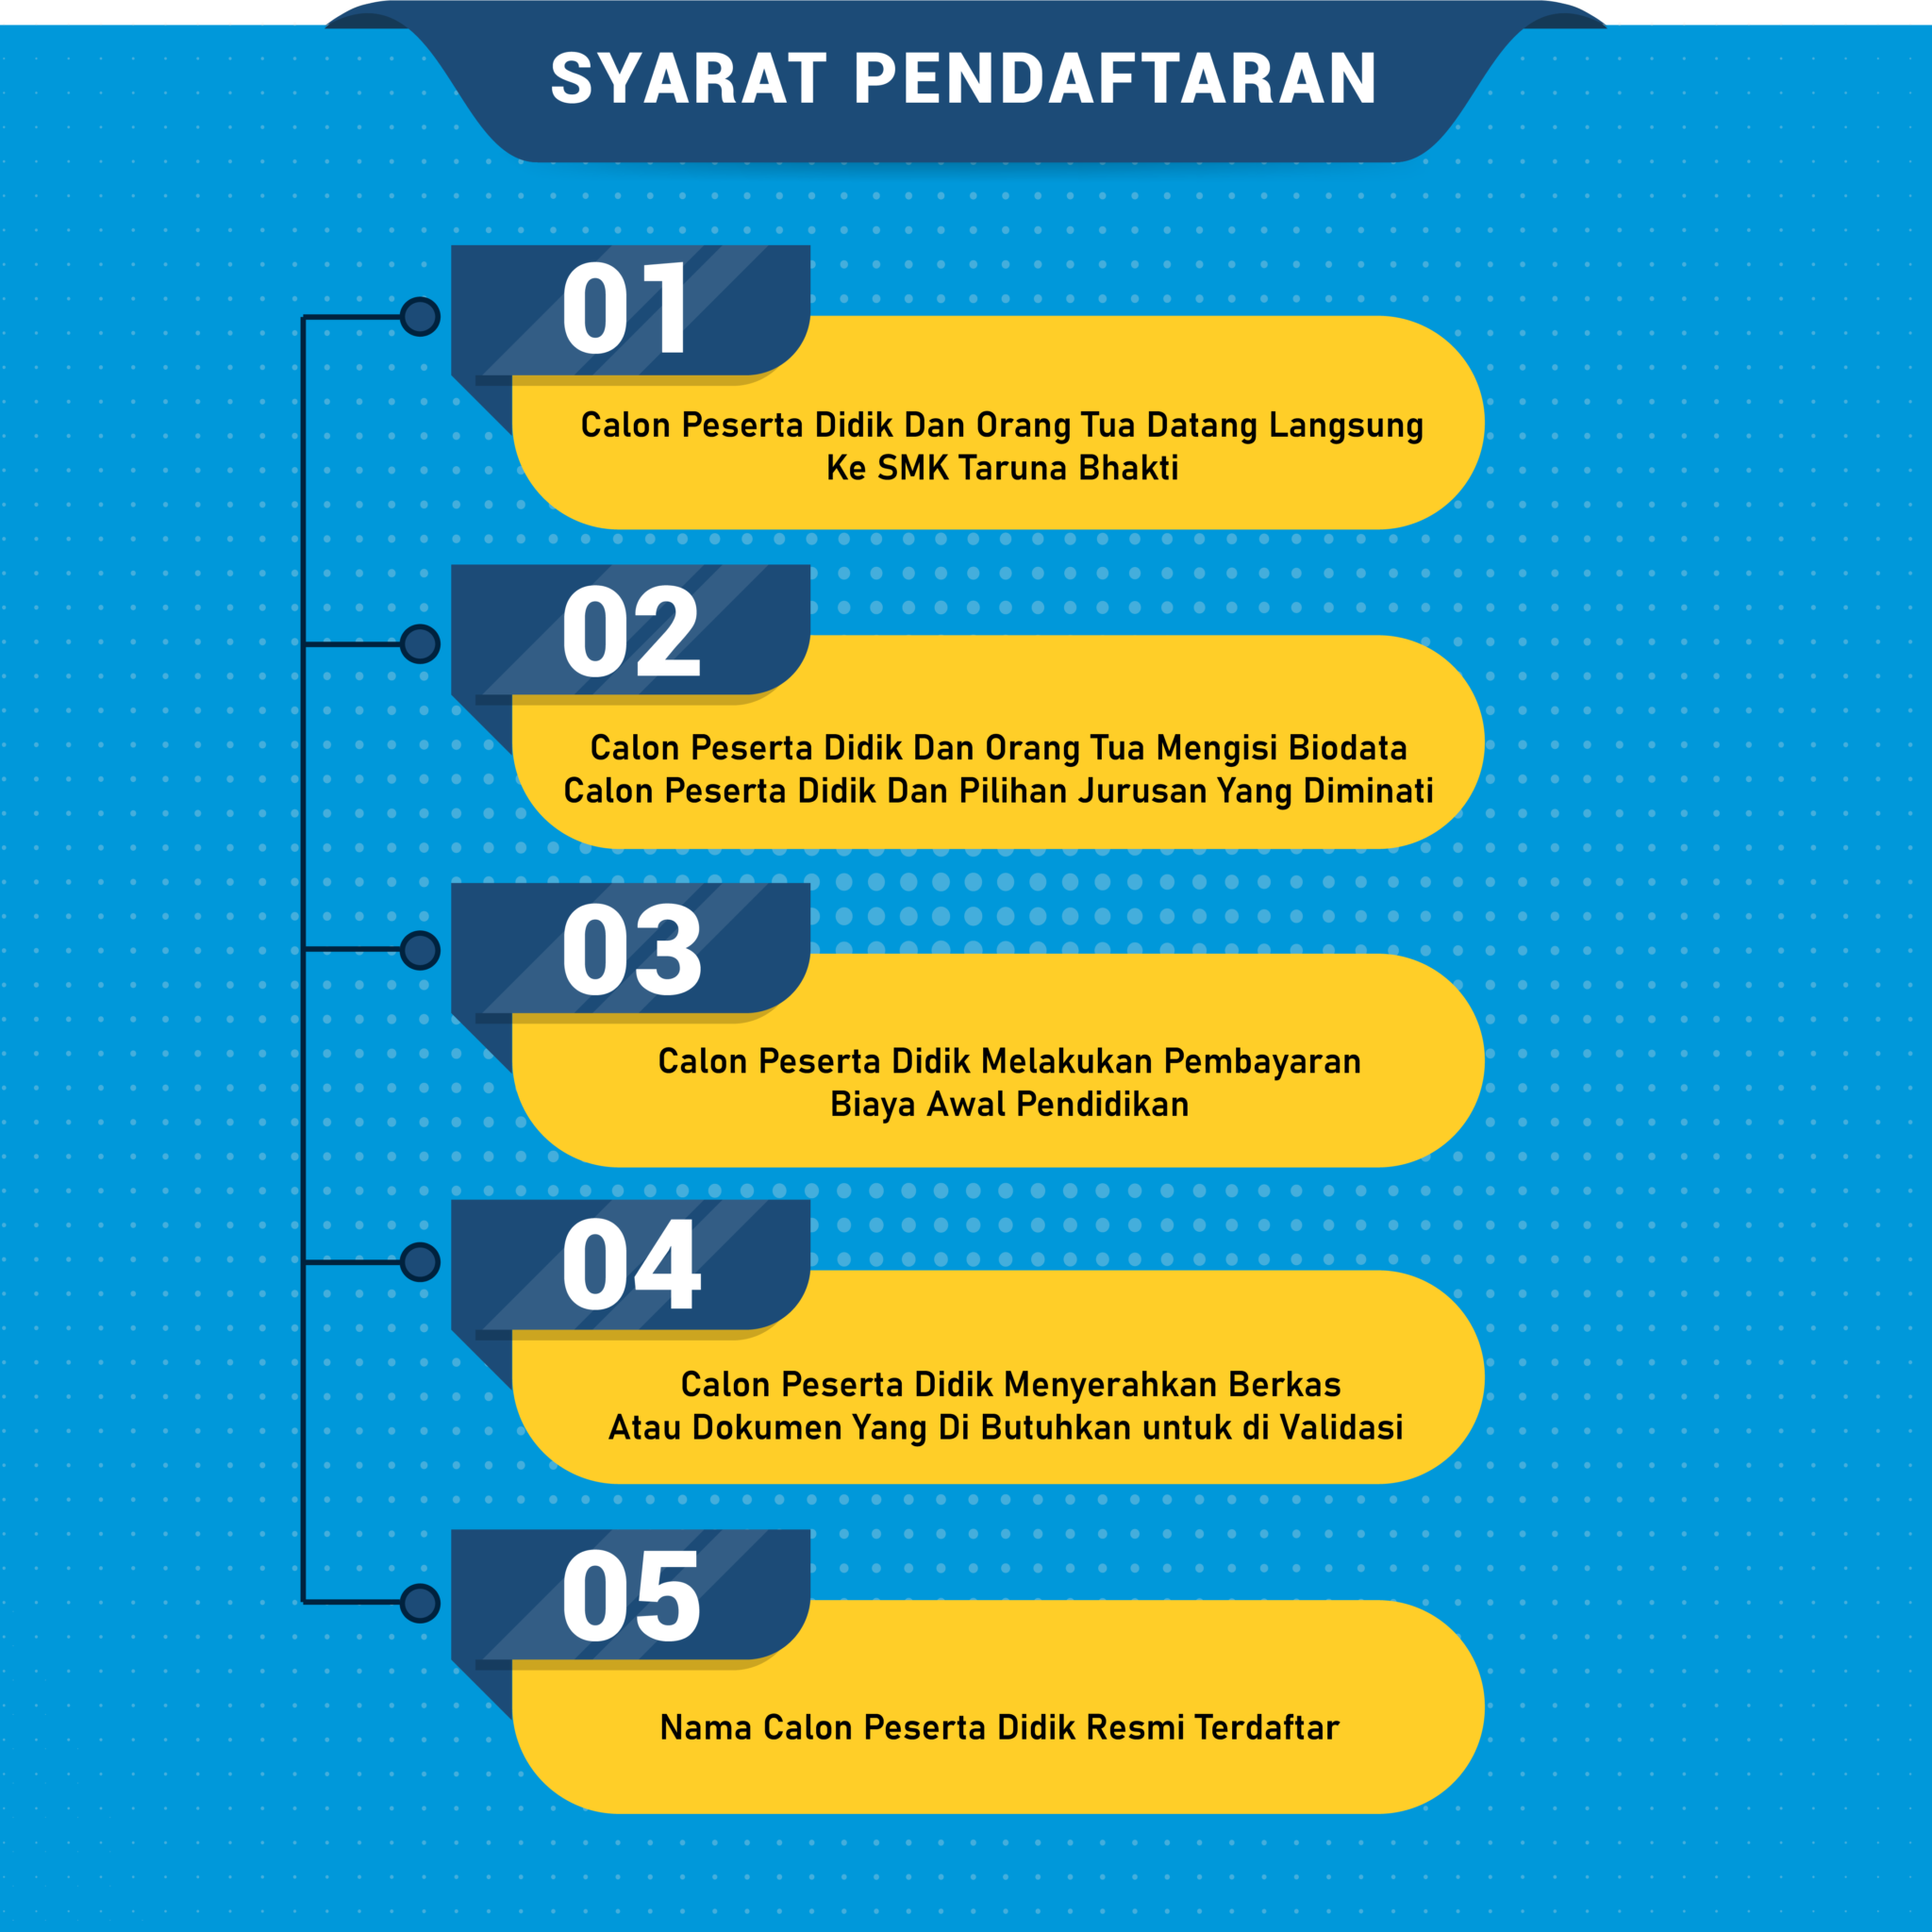 SYARAT PENDAFTARAN
01
Calon Peserta Didik Dan Orang Tua Datang Langsung
Ke SMK Taruna Bhakti
02
Calon Peserta Didik Dan Orang Tua Mengisi Biodata
Calon Peserta Didik Dan Pilihan Jurusan Yang Diminati
03
Calon Peserta Didik Melakukan Pembayaran
Biaya Awal Pendidikan
04
Calon Peserta Didik Menyerahkan Berkas
Atau Dokumen Yang Di Butuhkan untuk di Validasi
05
Nama Calon Peserta Didik Resmi Terdaftar